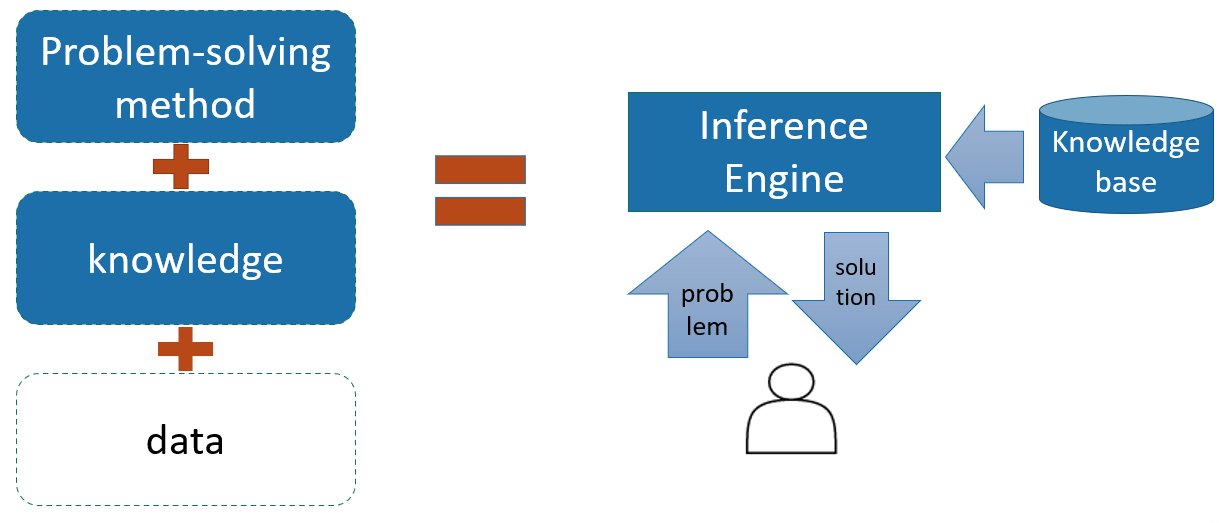 Problem-solving
method
knowledge
data
Inference
Engine
Knowledge
base
prob
lem
solu
tion